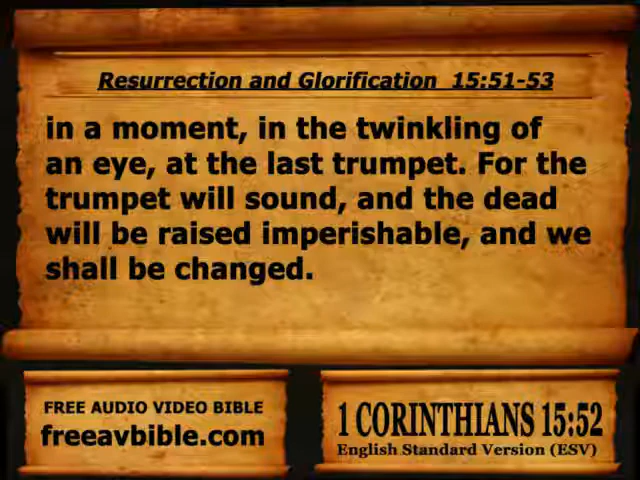 Resurrection and Glorification 15:51-53
in a moment, in the twinkling of
an eye, at the last trumpet. For the
trumpet will sound, and the dead
will be raised imperishable, and we
shall be changed.
FREE AUDIO VIDEO BIBLE
freeavbible.com
1 CORINTHIANS 15:52
English Standard Version (ESV)